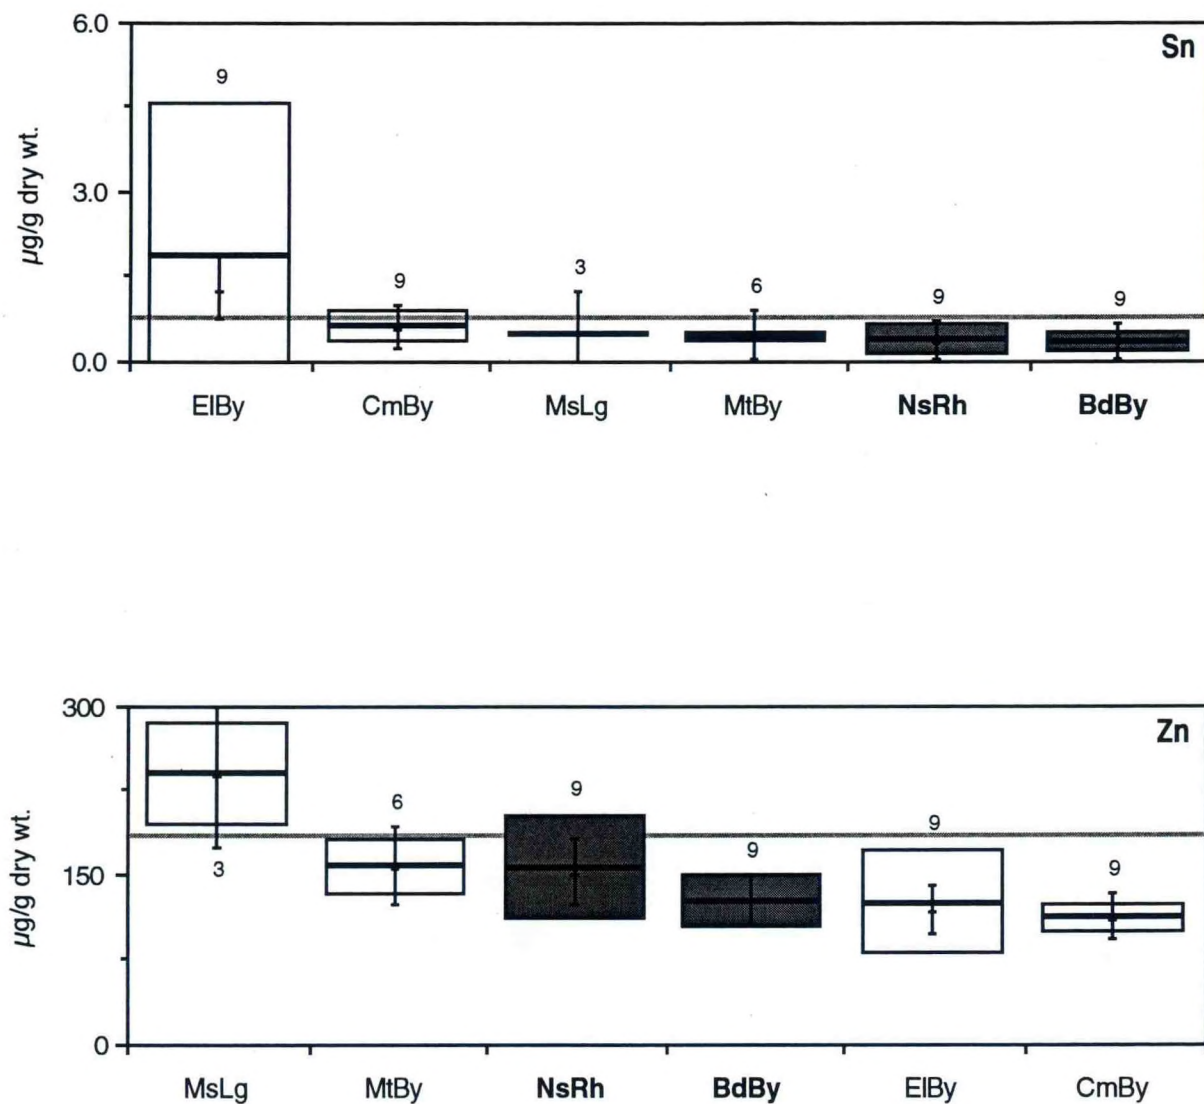 6.0
Sn
9
µg/g dry wt.
3.0
9 3 6 9 9
0.0
ElBy CmBy MsLg MtBy NsRh BdBy
300
Zn
6 9 9 9 9
3
µg/g dry wt.
150
0
MsLg MtBy NsRh BdBy ElBy CmBy